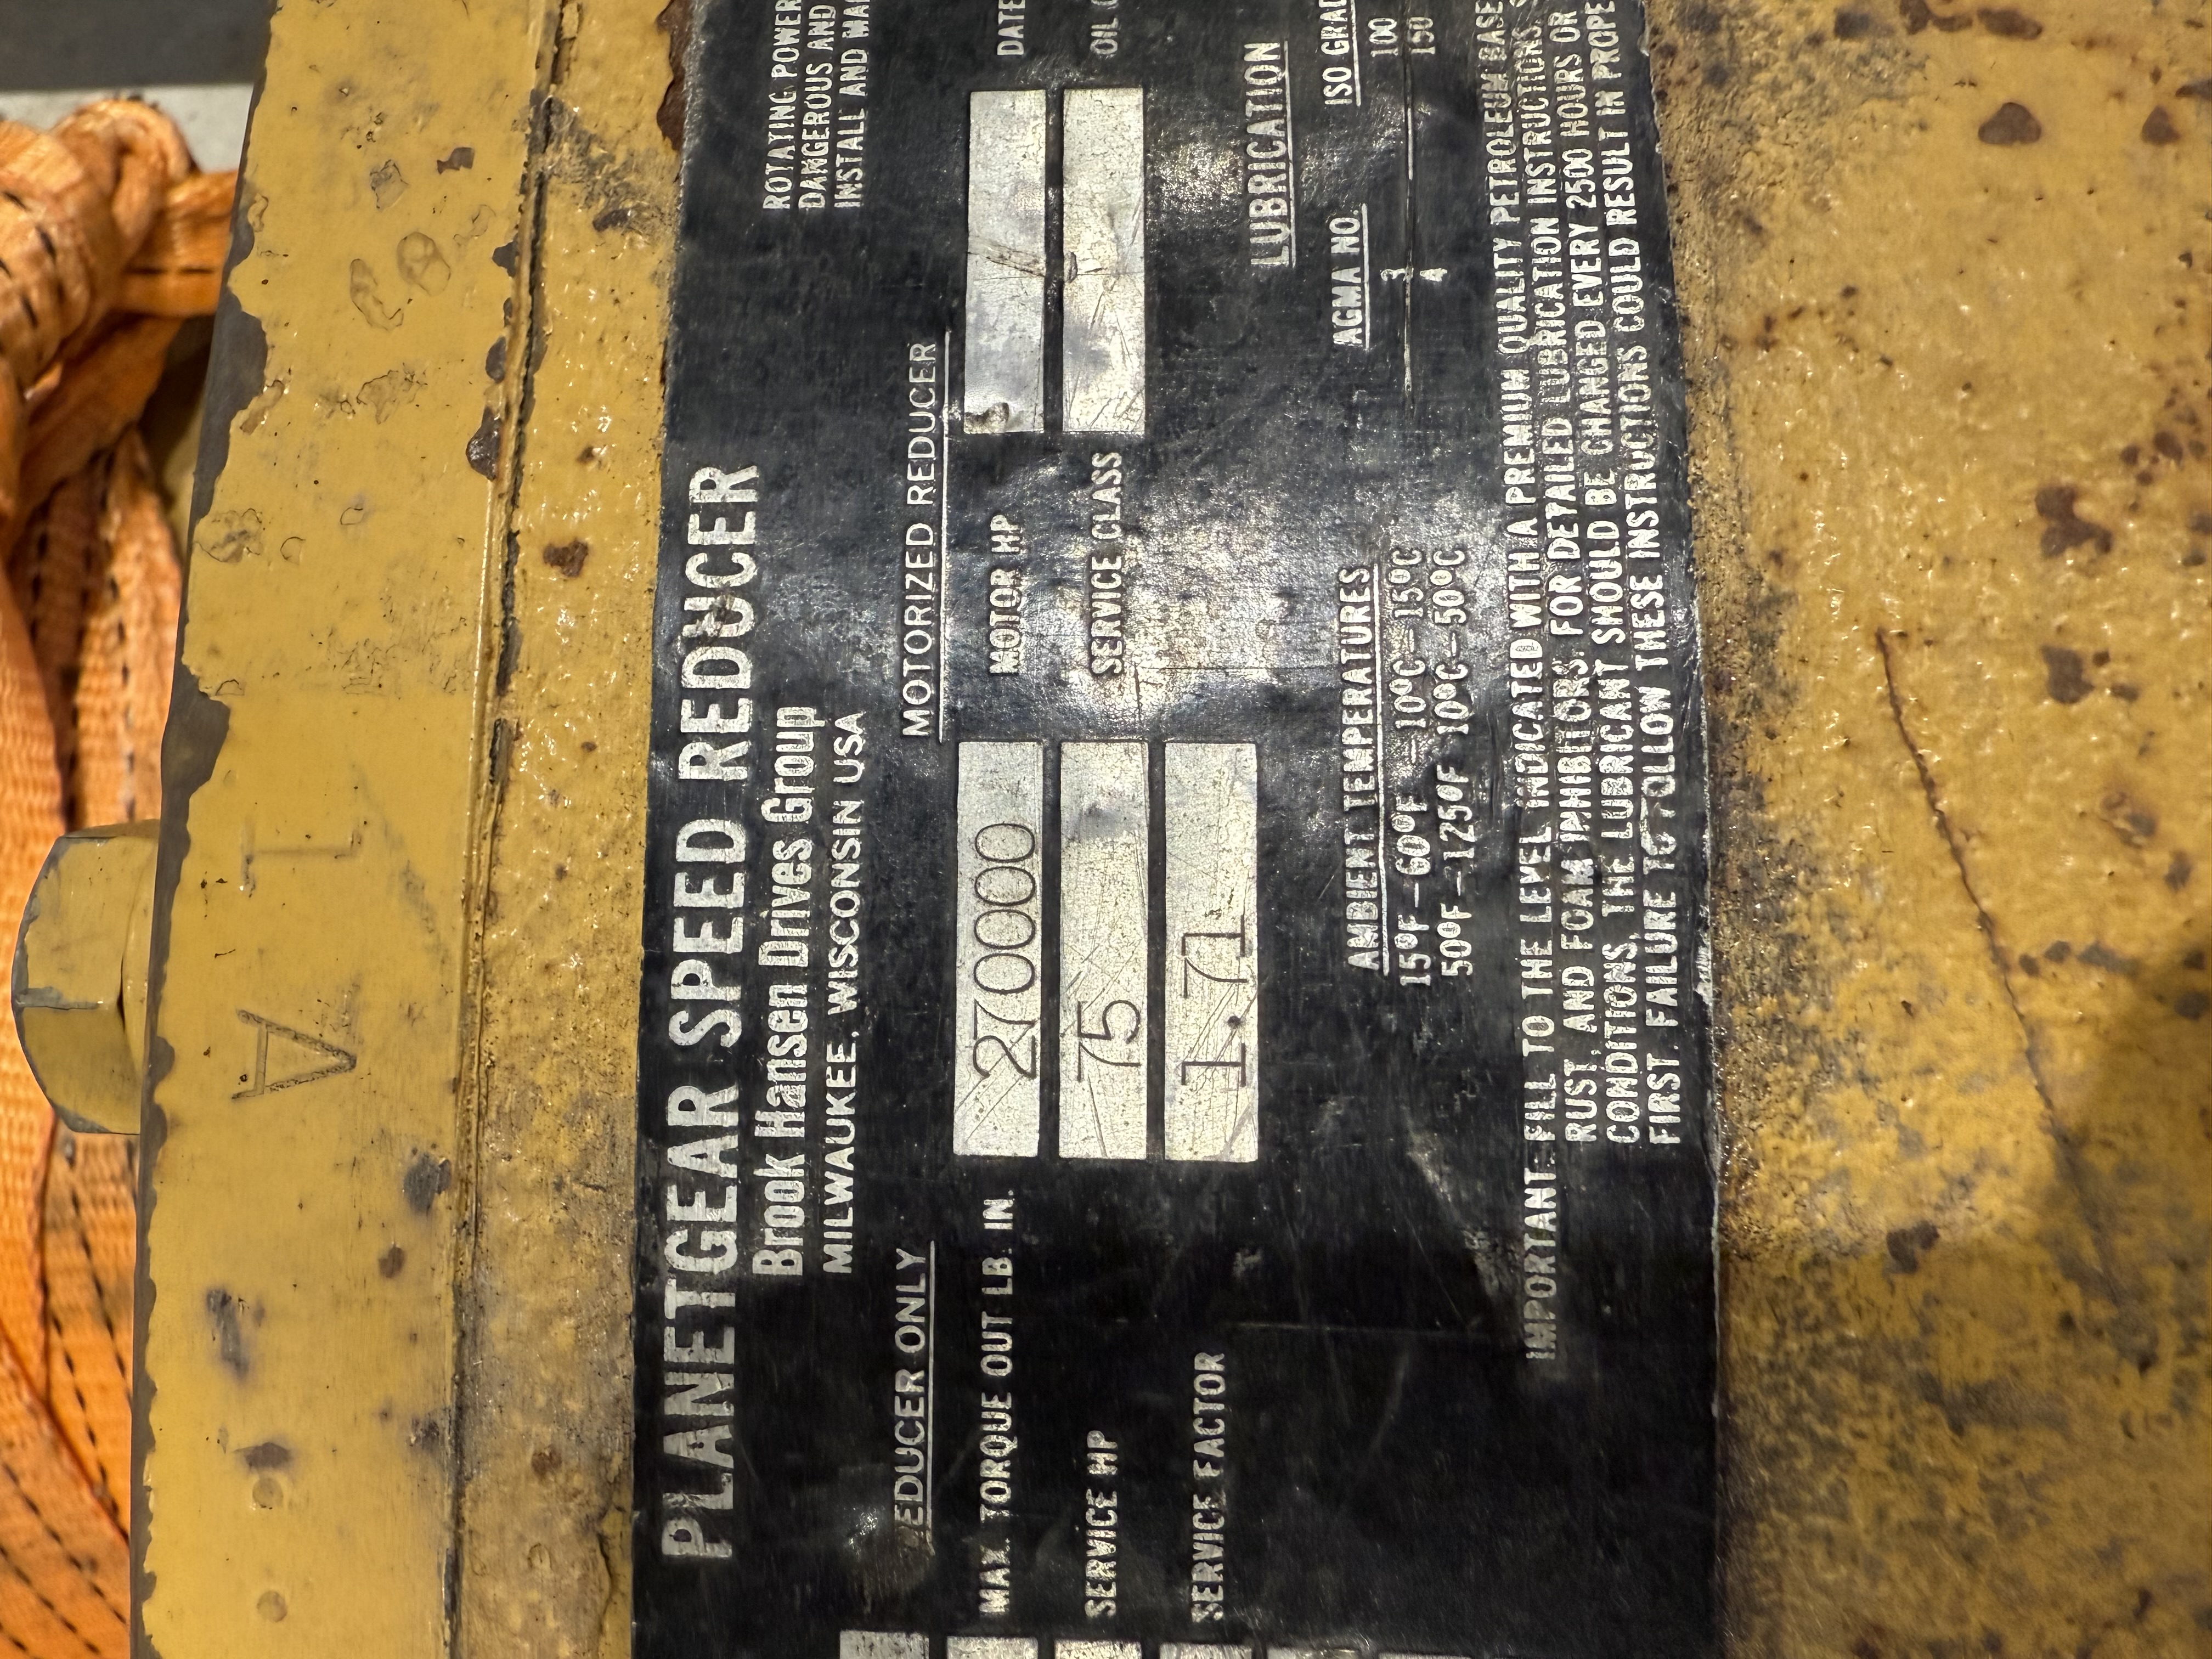 PLANETGEAR SPEED REDUCER
Brook Hansen Drives Group
MILWAUKEE, WISCONSIN USA
ROTATING POWER
DANGEROUS AND
INSTALL AND
EDUCER ONLY
MOTORIZED REDUCER
MAX. TORQUE OUT LB. IN. 270000 MOTOR HP DATE
SERVICE HP 75 SERVICE CLASS OIL
SERVICE FACTOR 1.71
LUBRICATION
AMBIENT TEMPERATURES AGMA NO. ISO GRAD
15°F-60°F -10°C-15°C 3 100
50°F-125°F 10°C-50°C 4 150
IMPORTANT: FILL TO THE LEVEL INDICATED WITH A PREMIUM QUALITY PETROLEUM BASE
RUST, AND FOAM INHIBITORS. FOR DETAILED LUBRICATION INSTRUCTIONS,
CONDITIONS, THE LUBRICANT SHOULD BE CHANGED EVERY 2500 HOURS OR
FIRST. FAILURE TO FOLLOW THESE INSTRUCTIONS COULD RESULT IN PROPE
L A